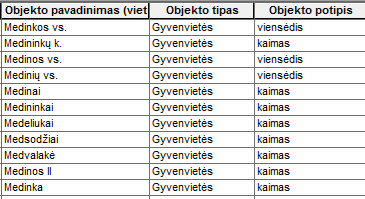 Objekto pavadinimas (viet Objekto tipas Objekto potipis
Medinkos vs. Gyvenvietės viensėdis
Medininkų k. Gyvenvietės kaimas
Medinos vs. Gyvenvietės viensėdis
Medinių vs. Gyvenvietės viensėdis
Medinai Gyvenvietės kaimas
Medininkai Gyvenvietės kaimas
Medeliukai Gyvenvietės kaimas
Medsodžiai Gyvenvietės kaimas
Medvalakė Gyvenvietės kaimas
Medinos II Gyvenvietės kaimas
Medinka Gyvenvietės kaimas